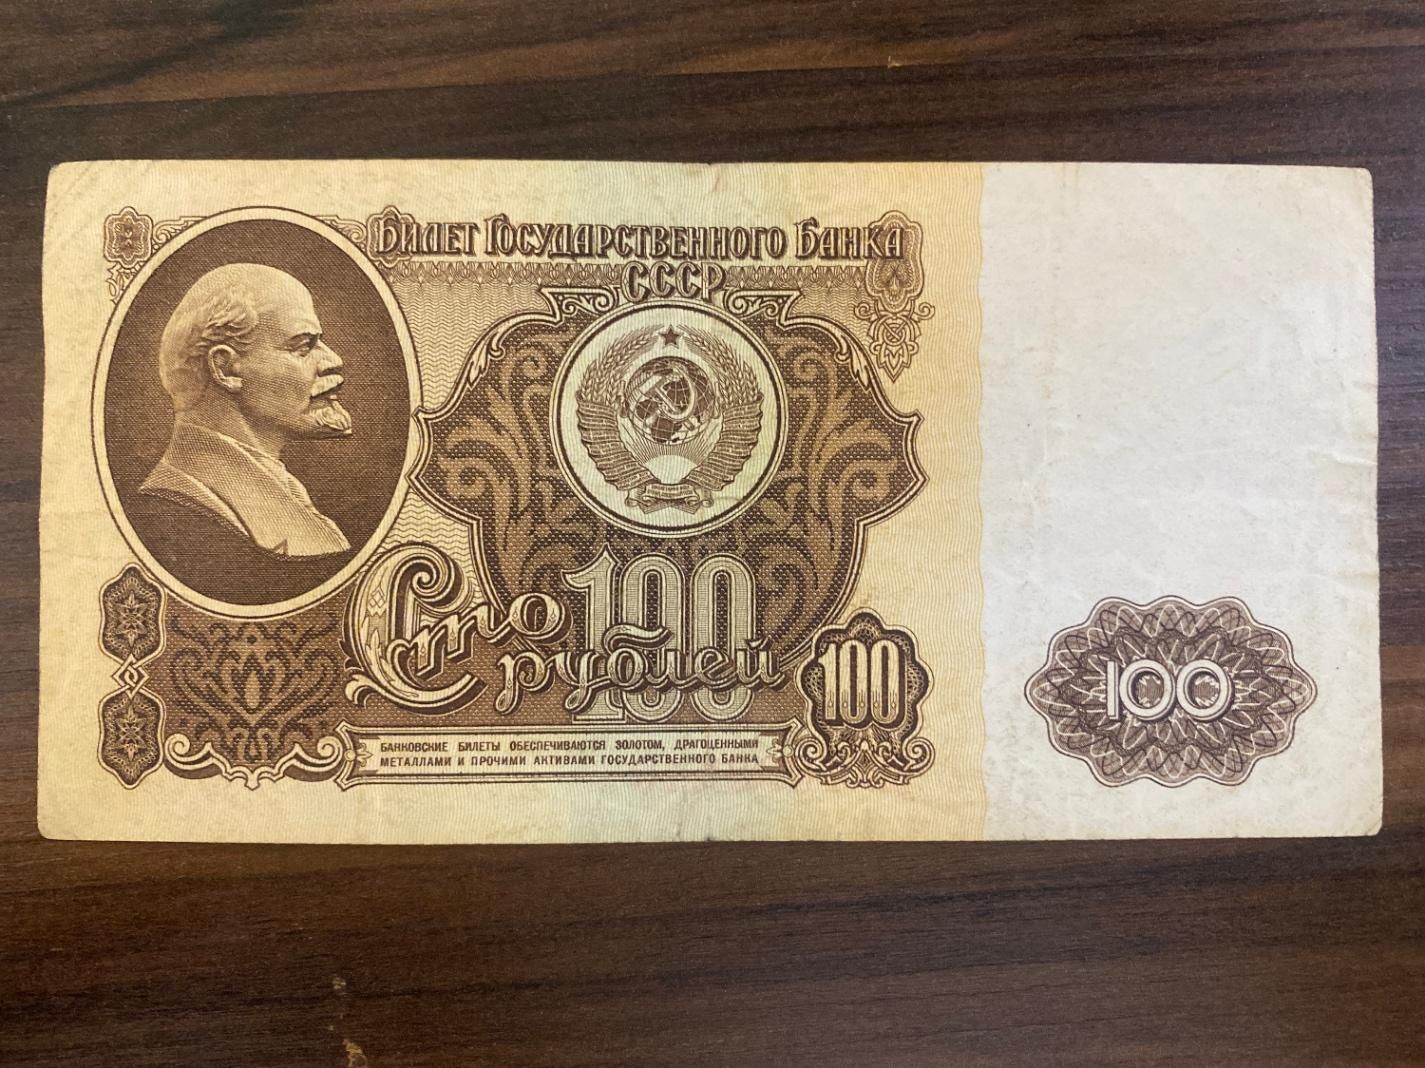 Билет Государственного Банка
СССР
100
Сто
рублей
100
Банковские билеты обеспечиваются золотом, драгоценными
металлами и прочими активами Государственного банка
100